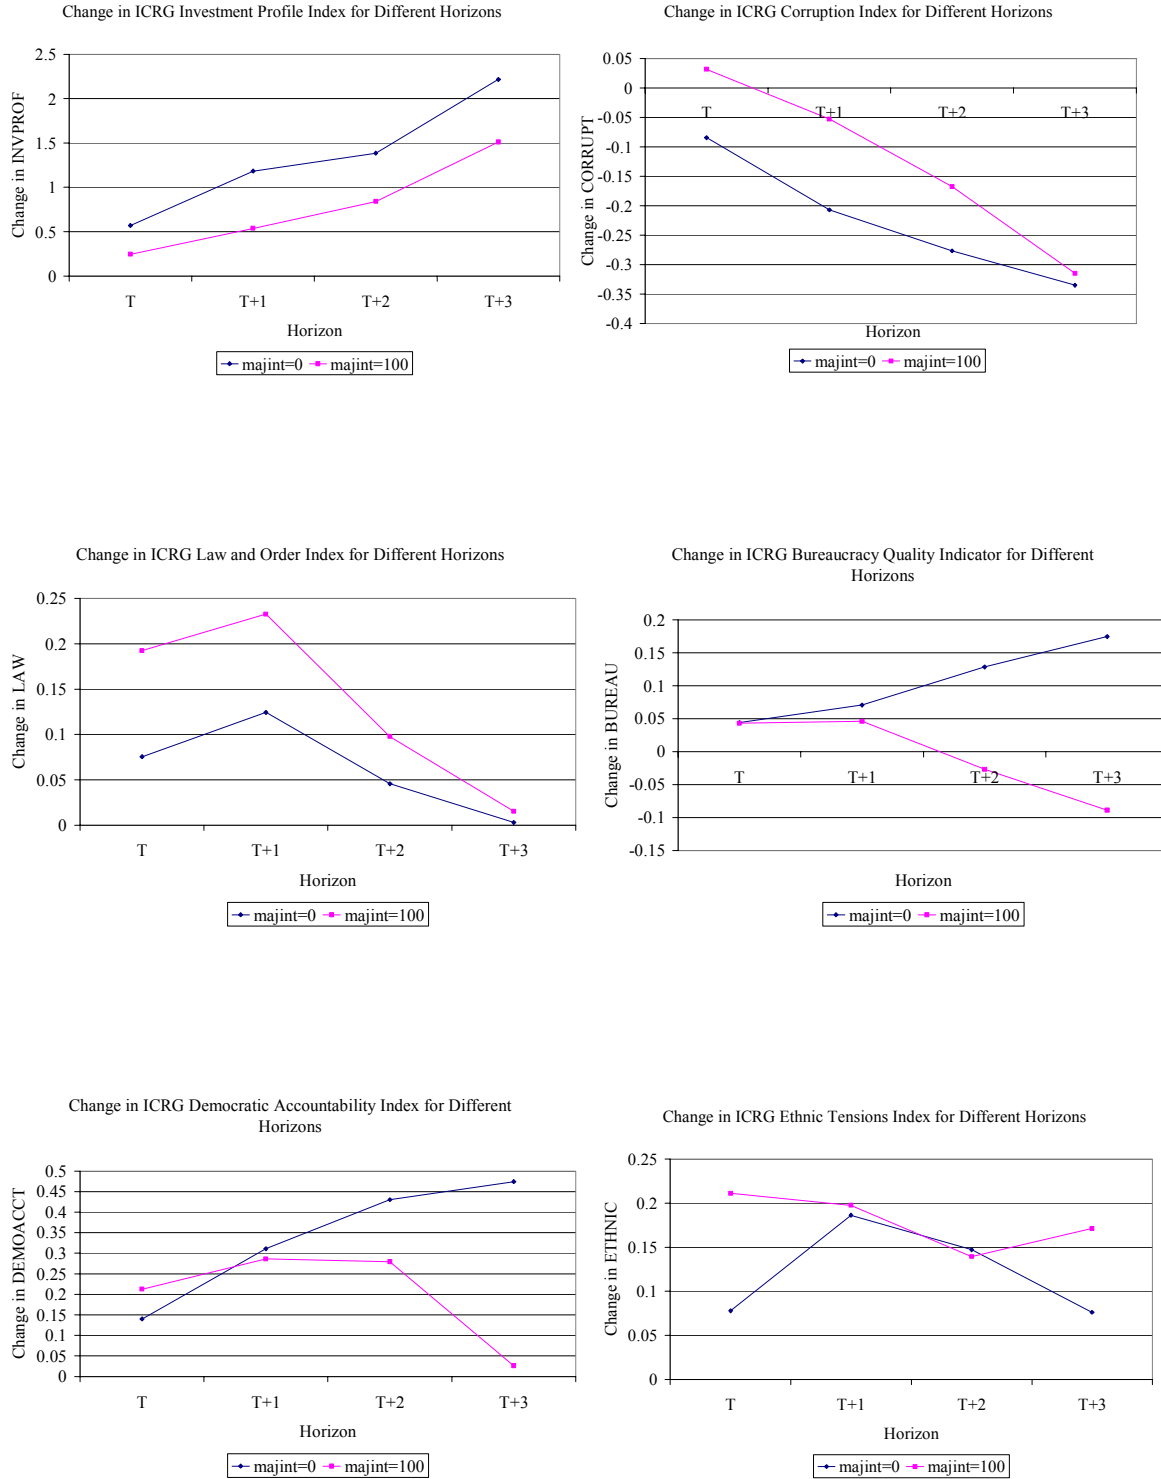 Change in ICRG Investment Profile Index for Different Horizons
2.5
2
1.5
1
0.5
0
Change in INVPROF
T T+1 T+2 T+3
Horizon
majint=0 majint=100
Change in ICRG Corruption Index for Different Horizons
0.05
0
-0.05
-0.1
-0.15
-0.2
-0.25
-0.3
-0.35
-0.4
Change in CORRUPT
T T+1 T+2 T+3
Horizon
majint=0 majint=100
Change in ICRG Law and Order Index for Different Horizons
0.25
0.2
0.15
0.1
0.05
0
Change in LAW
T T+1 T+2 T+3
Horizon
majint=0 majint=100
Change in ICRG Bureaucracy Quality Indicator for Different
Horizons
0.2
0.15
0.1
0.05
0
-0.05
-0.1
-0.15
Change in BUREAU
T T+1 T+2 T+3
Horizon
majint=0 majint=100
Change in ICRG Democratic Accountability Index for Different
Horizons
0.5
0.45
0.4
0.35
0.3
0.25
0.2
0.15
0.1
0.05
0
Change in DEMOACCT
T T+1 T+2 T+3
Horizon
majint=0 majint=100
Change in ICRG Ethnic Tensions Index for Different Horizons
0.25
0.2
0.15
0.1
0.05
0
Change in ETHNIC
T T+1 T+2 T+3
Horizon
majint=0 majint=100